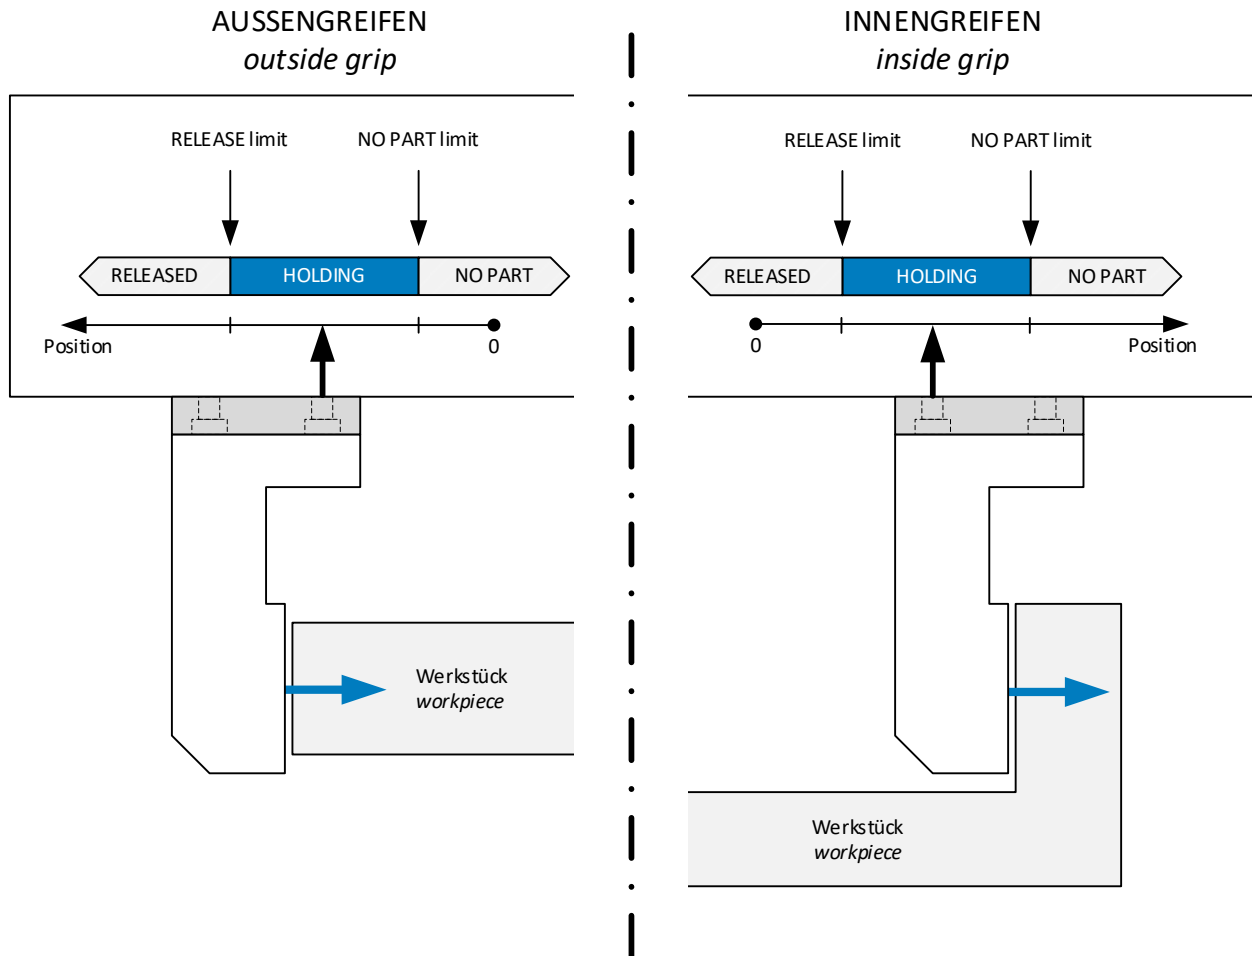 AUSSENGREIFEN
outside grip
RELEASE limit
NO PART limit
RELEASED
HOLDING
NO PART
Position
0
Werkstück
workpiece
INNENGREIFEN
inside grip
RELEASE limit
NO PART limit
RELEASED
HOLDING
NO PART
0
Position
Werkstück
workpiece